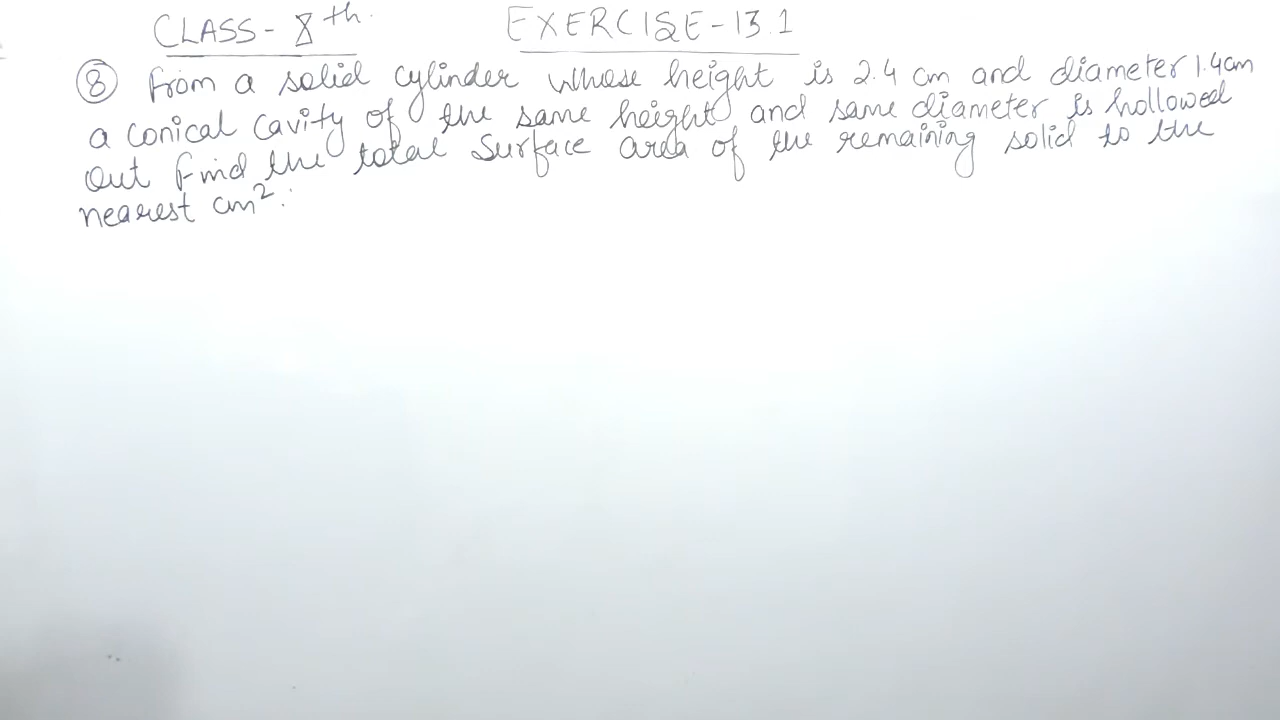 CLASS - 8th. EXERCISE - 13.1
⑧ From a solid cylinder whose height is 2.4 cm and diameter 1.4cm
a conical cavity of the same height and same diameter is hollowed
out find the total surface area of the remaining solid to the
nearest cm².